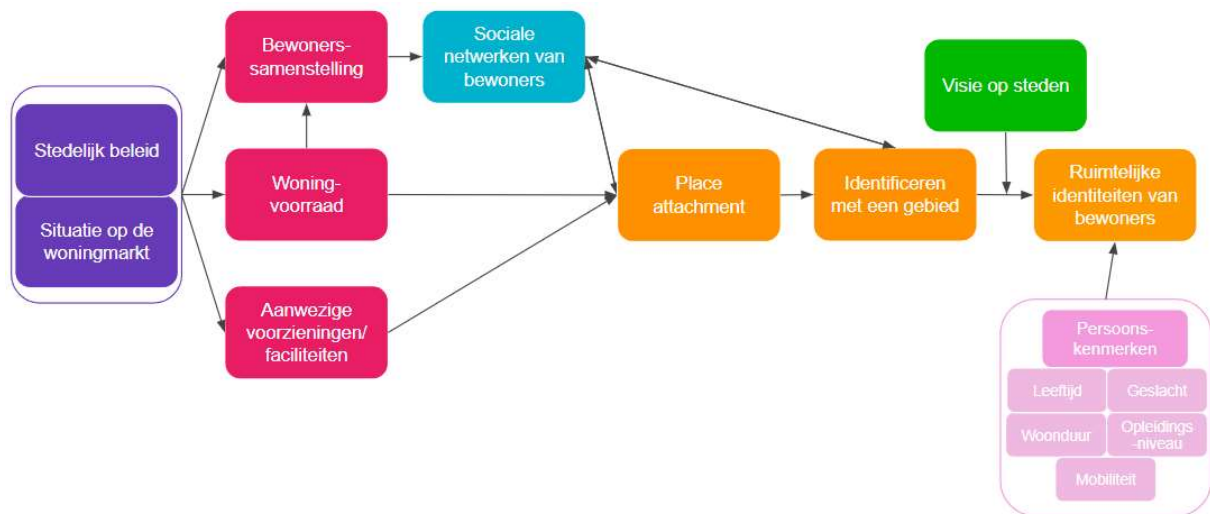 Stedelijk beleid
Situatie op de
woningmarkt
Bewoners-
samenstelling
Woning-
voorraad
Aanwezige
voorzieningen/
faciliteiten
Sociale
netwerken van
bewoners
Place
attachment
Identificeren
met een gebied
Visie op steden
Ruimtelijke
identiteiten van
bewoners
Persoons-
kenmerken
Leeftijd
Geslacht
Woonduur
Opleidings
-niveau
Mobiliteit